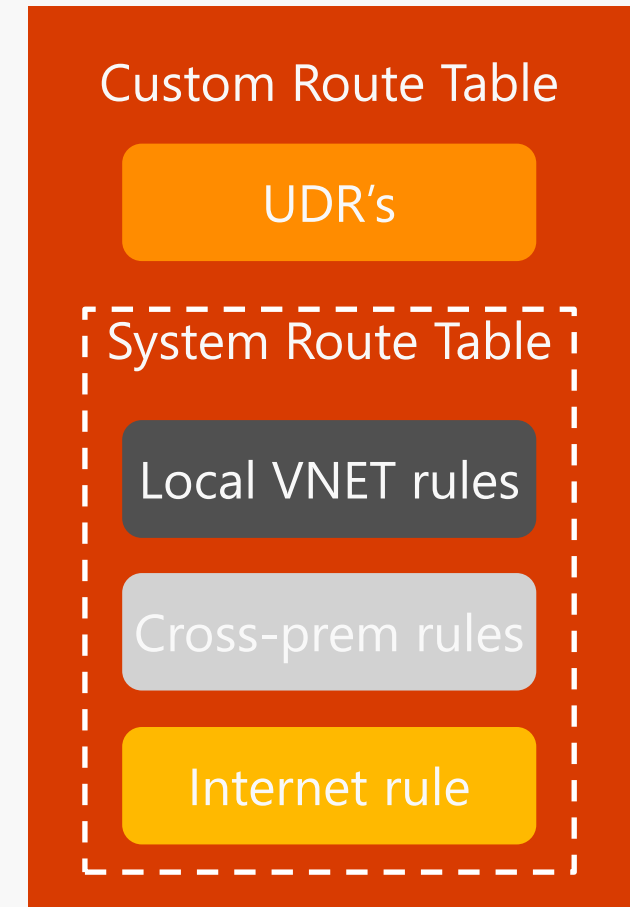 Custom Route Table
UDR’s
System Route Table
Local VNET rules
Cross-prem rules
Internet rule